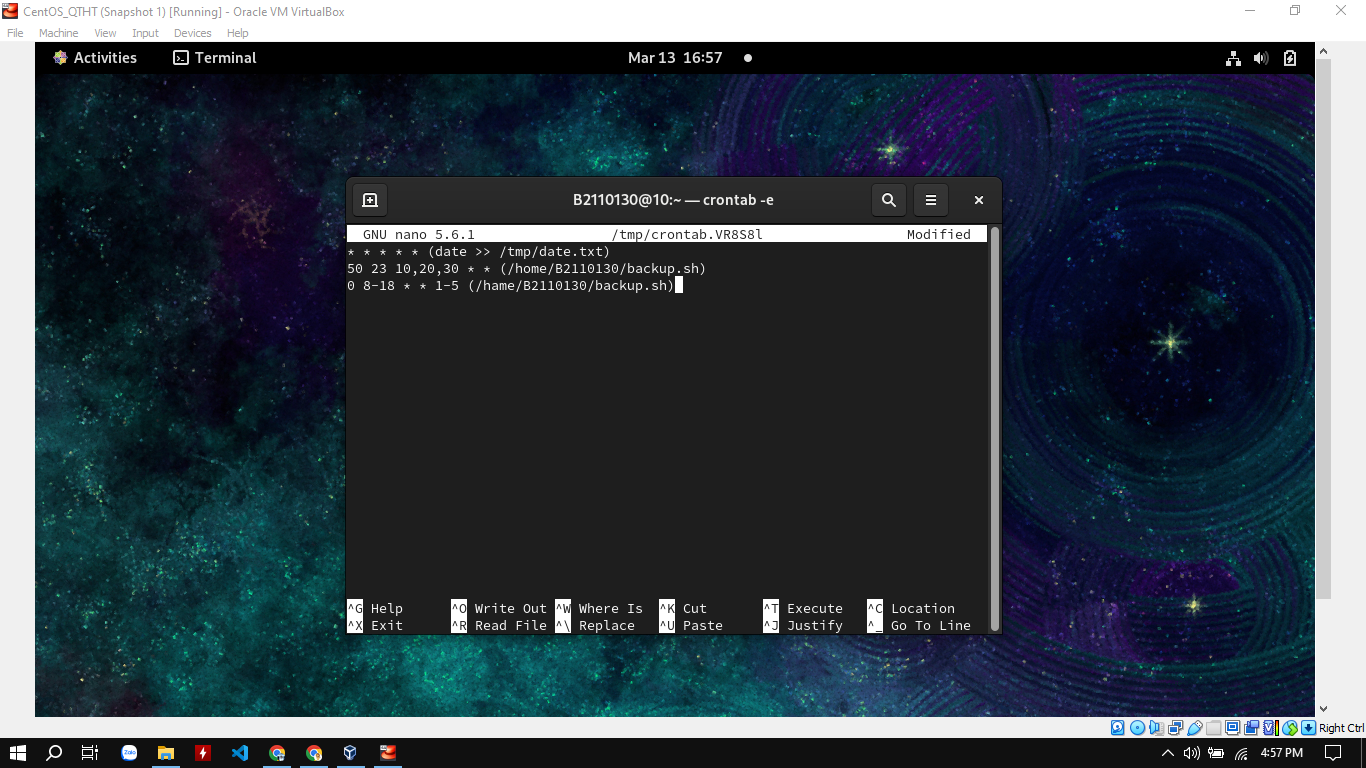 CentOS_QTHT (Snapshot 1) [Running] - Oracle VM VirtualBox
File Machine View Input Devices Help
Activities Terminal Mar 13 16:57
B2110130@10:~ — crontab -e
GNU nano 5.6.1 /tmp/crontab.VR8S8l Modified
* * * * * (date >> /tmp/date.txt)
50 23 10,20,30 * * (/home/B2110130/backup.sh)
0 8-18 * * 1-5 (/hame/B2110130/backup.sh)
^G Help ^O Write Out ^W Where Is ^K Cut ^T Execute ^C Location
^X Exit ^R Read File ^\ Replace ^U Paste ^J Justify ^_ Go To Line
Right Ctrl
Zalo
4:57 PM